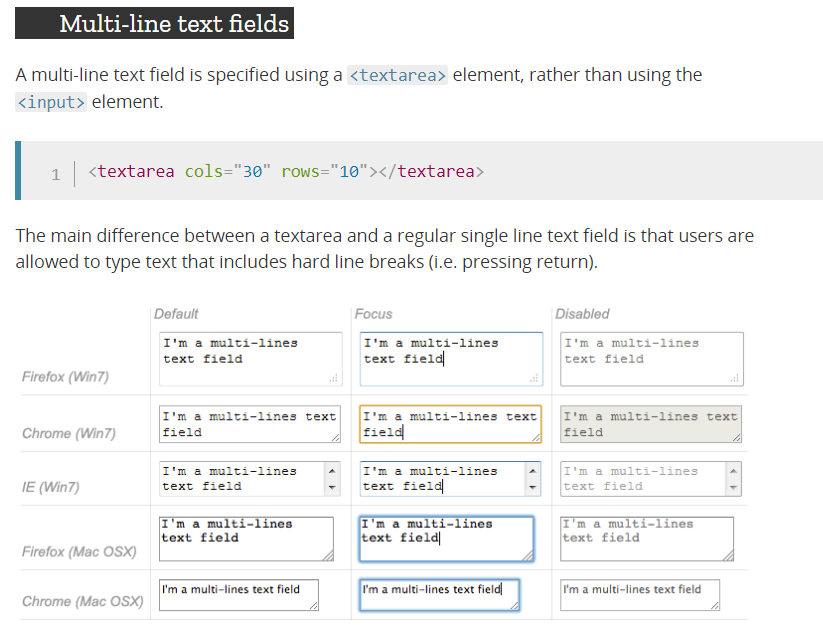 Multi-line text fields
A multi-line text field is specified using a <textarea> element, rather than using the
<input> element.
1 <textarea cols="30" rows="10"></textarea>
The main difference between a textarea and a regular single line text field is that users are
allowed to type text that includes hard line breaks (i.e. pressing return).
Default Focus Disabled
I'm a multi-lines I'm a multi-lines I'm a multi-lines
text field text field text field
Firefox (Win7)
I'm a multi-lines text I'm a multi-lines text I'm a multi-lines text
Chrome (Win7) field field field
I'm a multi-lines I'm a multi-lines I'm a multi-lines
IE (Win7) text field text field text field
I'm a multi-lines I'm a multi-lines I'm a multi-lines
text field text field text field
Firefox (Mac OSX)
I'm a multi-lines text field I'm a multi-lines text field I'm a multi-lines text field
Chrome (Mac OSX)